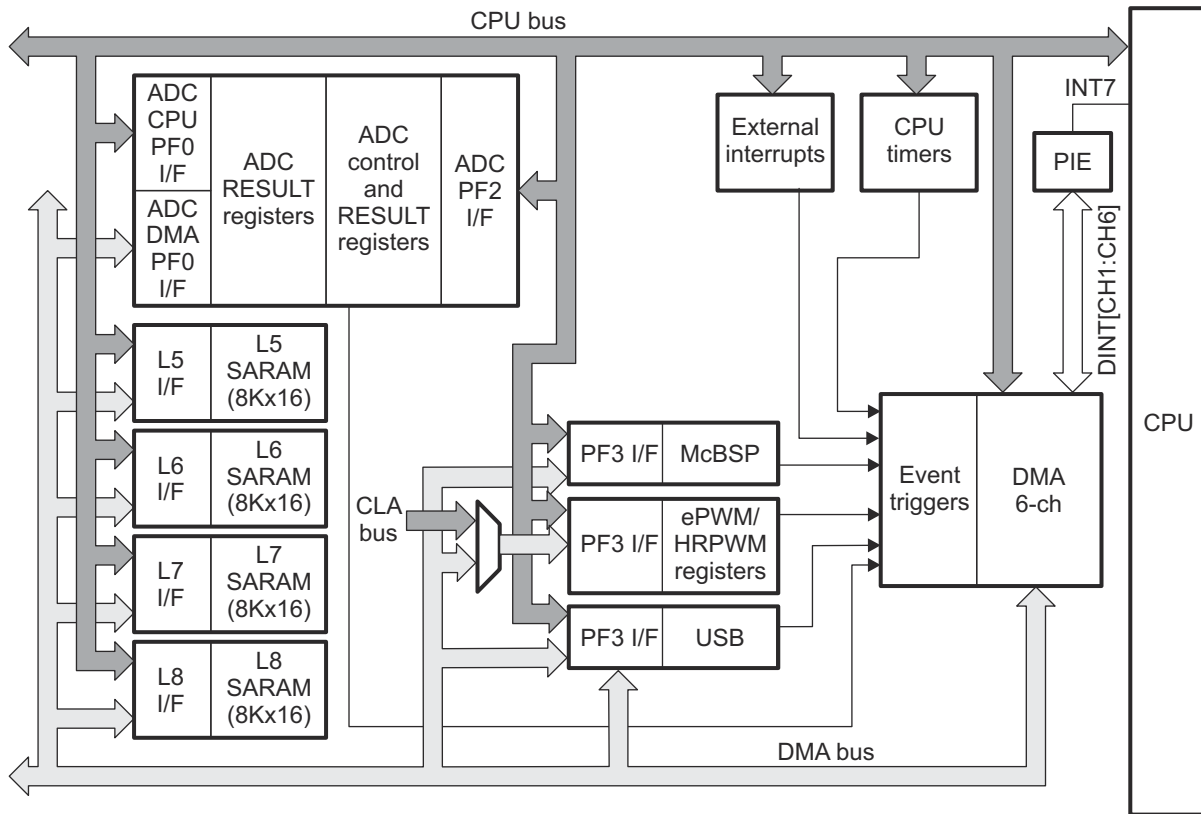 CPU bus
ADC
CPU
PF0
I/F
ADC
DMA
PF0
I/F
ADC
RESULT
registers
ADC
control
and
RESULT
registers
ADC
PF2
I/F
External
interrupts
CPU
timers
INT7
PIE
DINT[CH1:CH6]
CPU
L5
I/F
L5
SARAM
(8Kx16)
L6
I/F
L6
SARAM
(8Kx16)
L7
I/F
L7
SARAM
(8Kx16)
L8
I/F
L8
SARAM
(8Kx16)
CLA
bus
PF3 I/F
McBSP
PF3 I/F
ePWM/
HRPWM
registers
PF3 I/F
USB
Event
triggers
DMA
6-ch
DMA bus